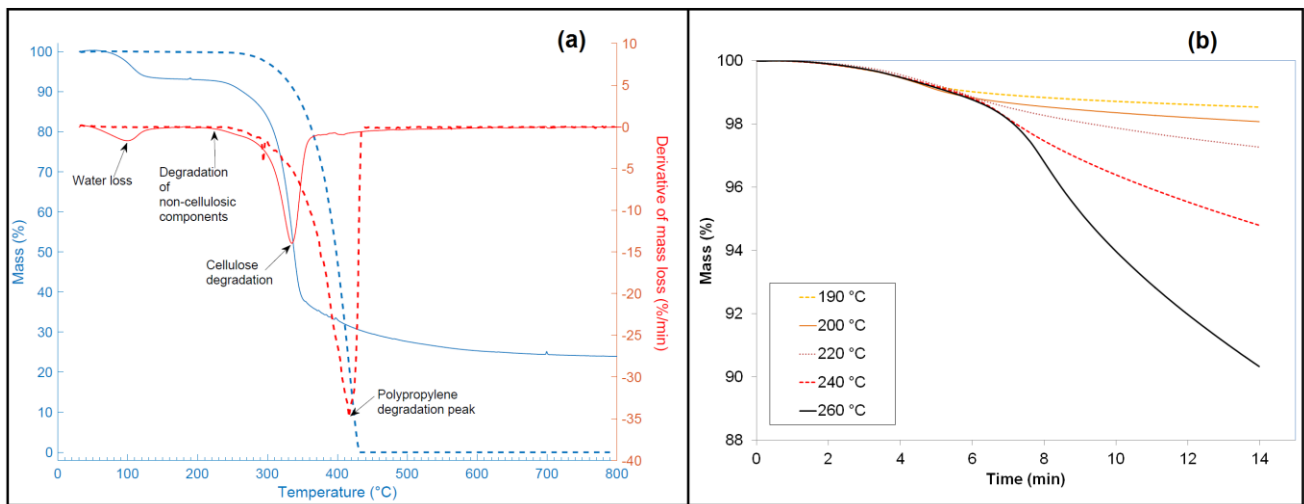 (a)
100
90
80
70
60
50
40
30
20
10
0
Mass (%)
10
5
0
-5
-10
-15
-20
-25
-30
-35
-40
Derivative of mass
loss (%/min)
Water loss
Degradation
of
non-cellulosic
components
Cellulose
degradation
Polypropylene
degradation peak
0 100 200 300 400 500 600 700 800
Temperature (°C)
(b)
100
98
96
94
92
90
88
Mass (%)
190 °C
200 °C
220 °C
240 °C
260 °C
0 2 4 6 8 10 12 14
Time (min)